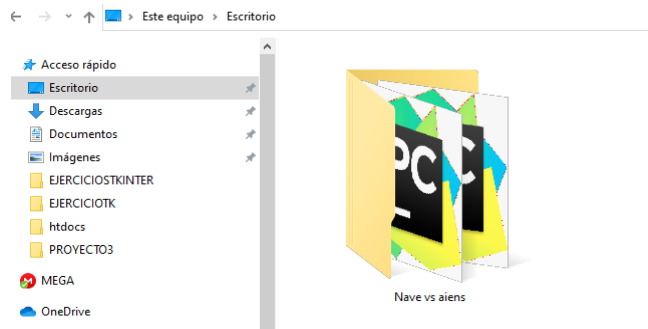 Este equipo > Escritorio
Acceso rápido
Escritorio
Descargas
Documentos
Imágenes
EJERCICIOSTKINTER
EJERCICIOTK
htdocs
PROYECTO3
MEGA
OneDrive
PC
Nave vs aiens